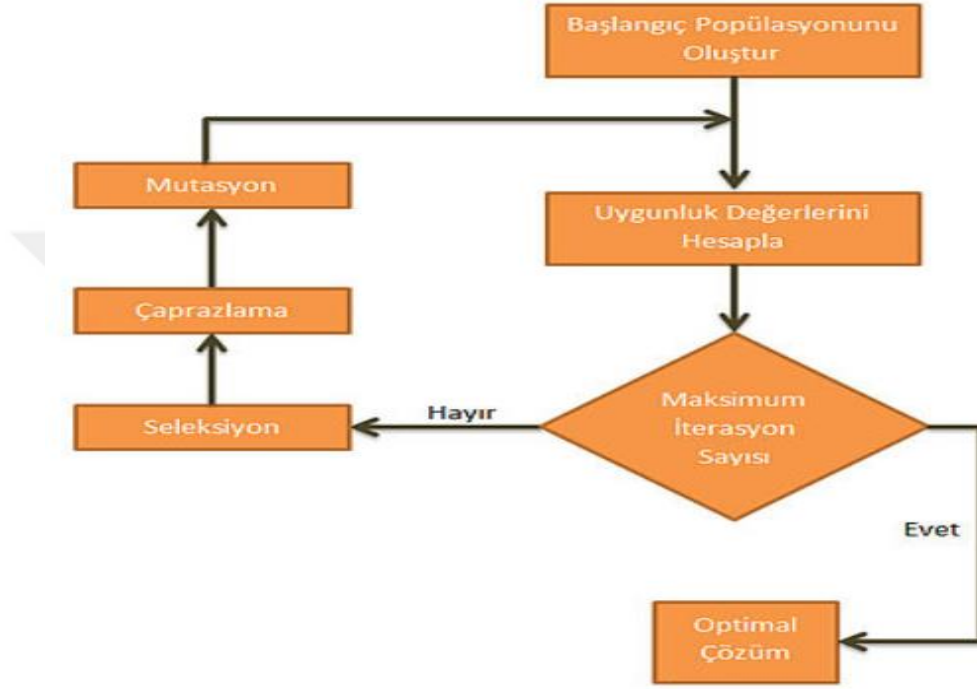 Başlangıç Popülasyonunu
Oluştur
Mutasyon
Uygunluk Değerlerini
Hesapla
Çaprazlama
Maksimum
İterasyon
Sayısı
Hayır
Seleksiyon
Evet
Optimal
Çözüm